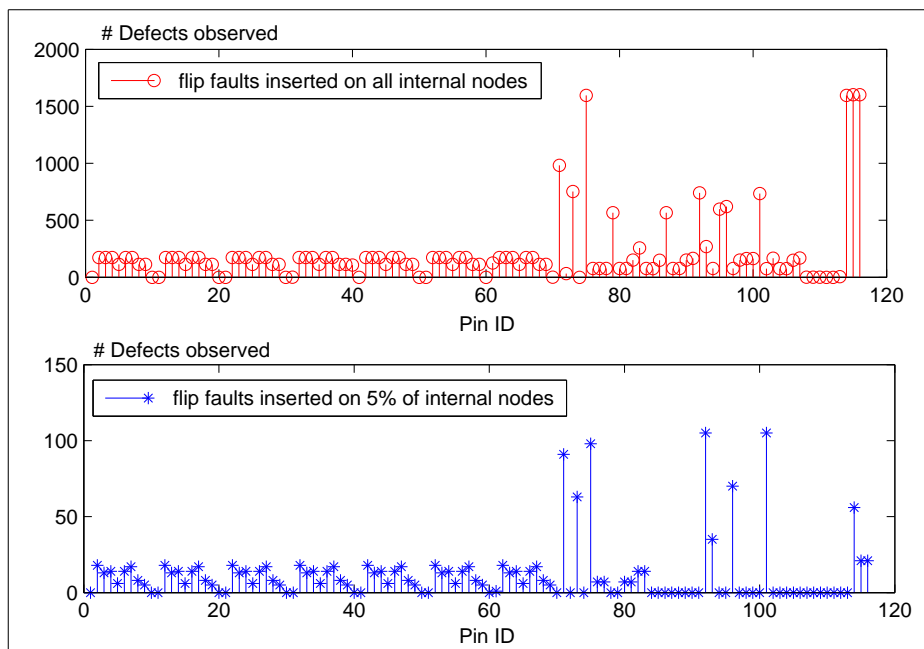 # Defects observed
2000
1500
1000
500
0
flip faults inserted on all internal nodes
0 20 40 60 80 100 120
Pin ID
# Defects observed
150
100
50
0
flip faults inserted on 5% of internal nodes
0 20 40 60 80 100 120
Pin ID